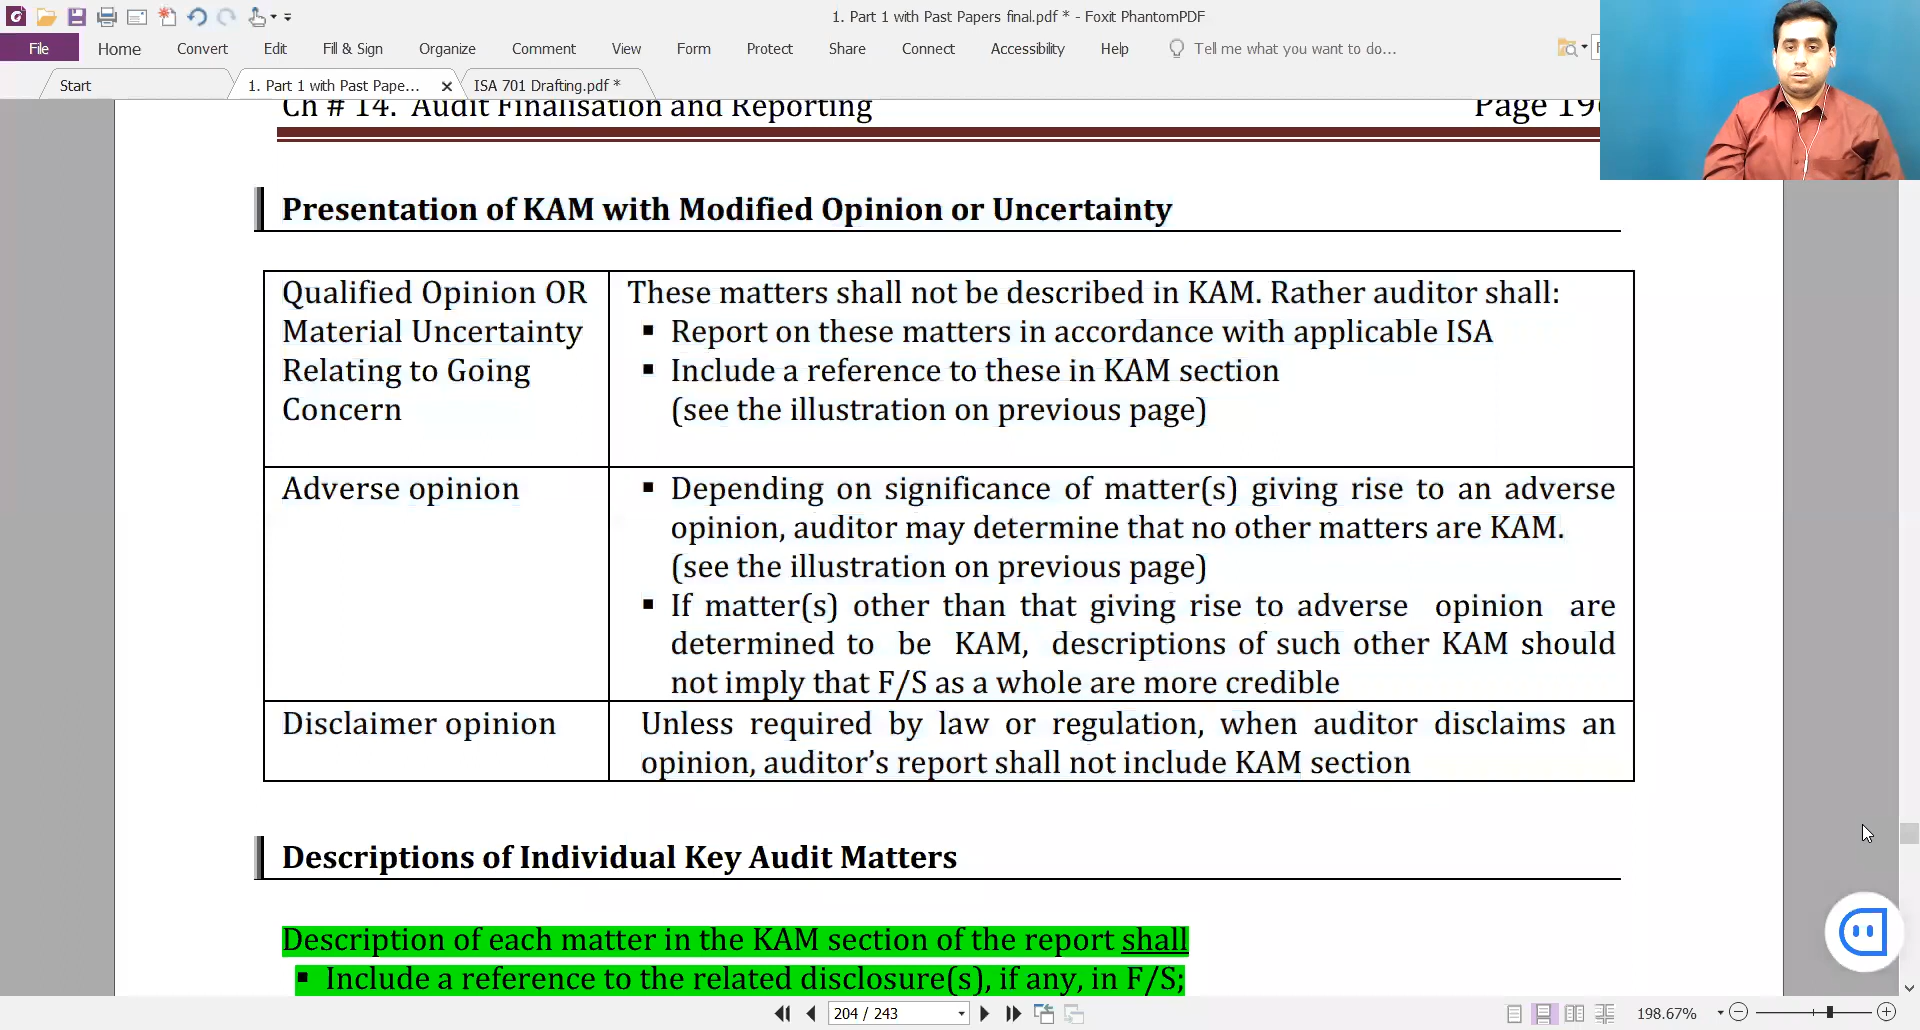 1. Part 1 with Past Papers final.pdf * - Foxit PhantomPDF
File Home Convert Edit Fill & Sign Organize Comment View Form Protect Share Connect Accessibility Help Tell me what you want to do...
Start 1. Part 1 with Past Pape... ISA 701 Drafting.pdf *
Ch # 14. Audit Finalisation and Reporting Page
Presentation of KAM with Modified Opinion or Uncertainty
Qualified Opinion OR
Material Uncertainty
Relating to Going
Concern
These matters shall not be described in KAM. Rather auditor shall:
▪ Report on these matters in accordance with applicable ISA
▪ Include a reference to these in KAM section
(see the illustration on previous page)
Adverse opinion
▪ Depending on significance of matter(s) giving rise to an adverse
opinion, auditor may determine that no other matters are KAM.
(see the illustration on previous page)
▪ If matter(s) other than that giving rise to adverse opinion are
determined to be KAM, descriptions of such other KAM should
not imply that F/S as a whole are more credible
Disclaimer opinion
Unless required by law or regulation, when auditor disclaims an
opinion, auditor's report shall not include KAM section
Descriptions of Individual Key Audit Matters
Description of each matter in the KAM section of the report shall
▪ Include a reference to the related disclosure(s), if any, in F/S;
204 / 243
198.67%